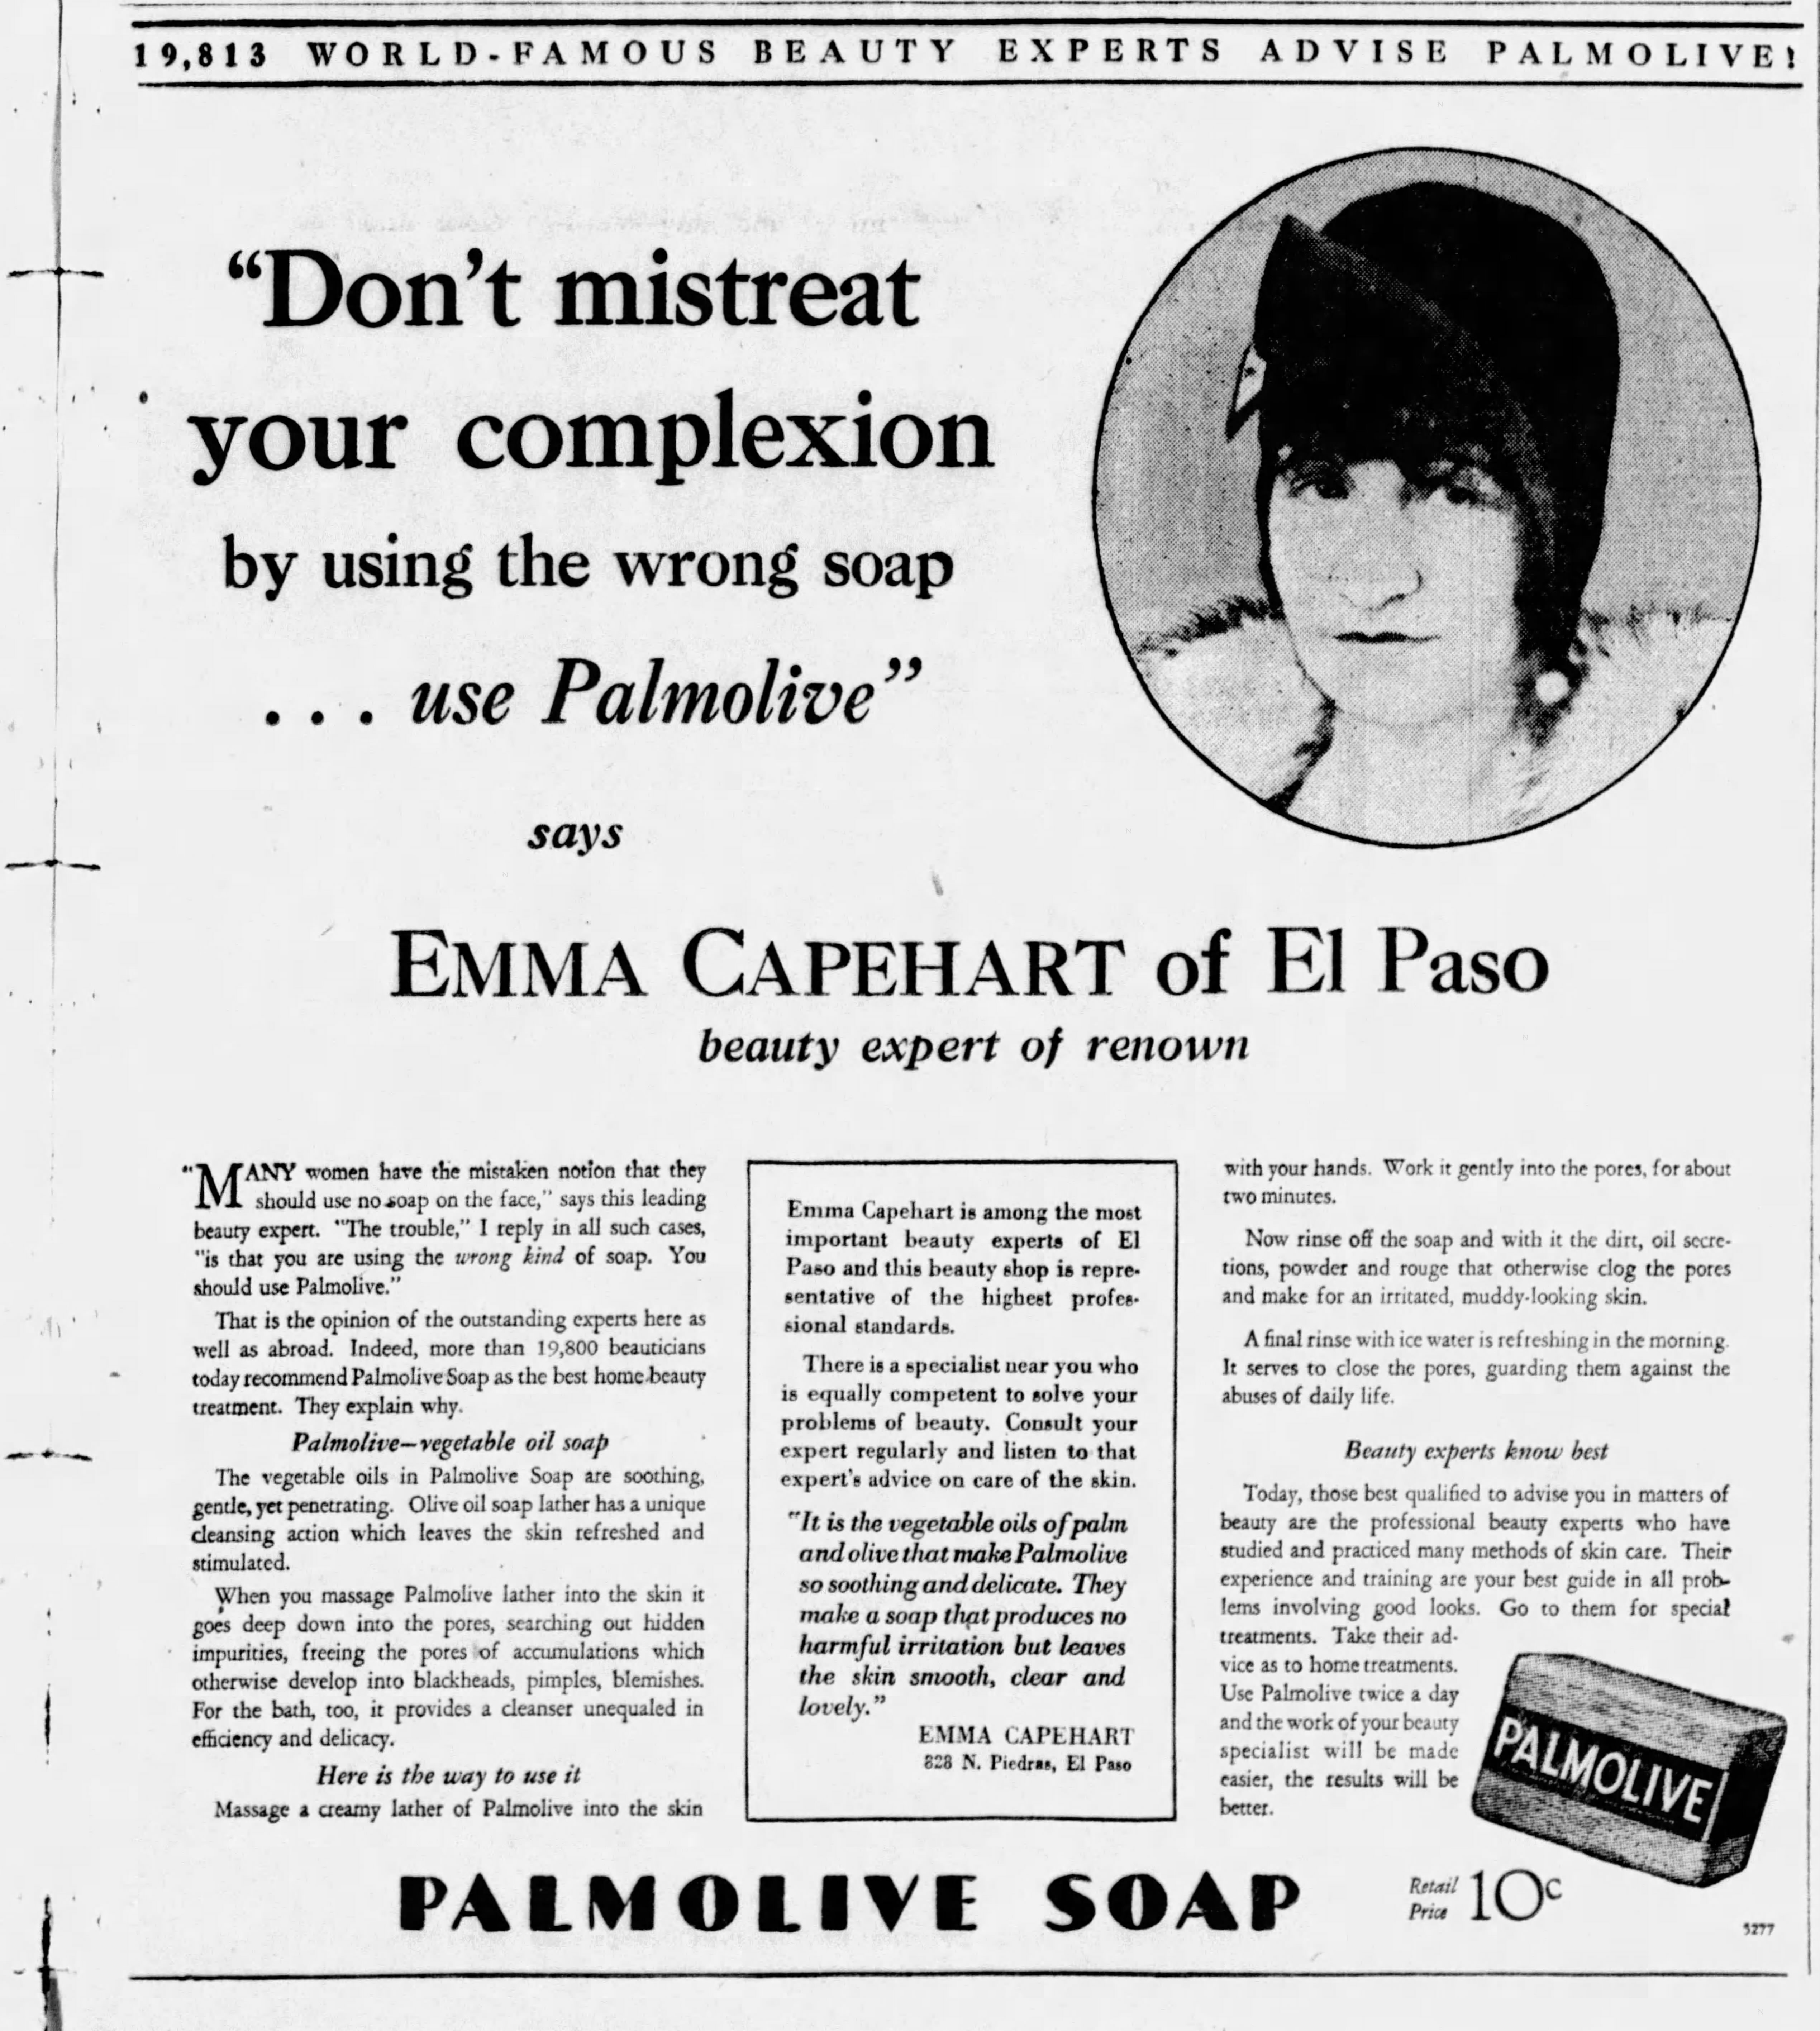 19,813 WORLD-FAMOUS BEAUTY EXPERTS ADVISE PALMOLIVE!
"Don't mistreat
your complexion
by using the wrong soap
. . . use Palmolive"
says
EMMA CAPEHART of El Paso
beauty expert of renown
"MANY women have the mistaken notion that they
should use no soap on the face," says this leading
beauty expert. "The trouble," I reply in all such cases,
"is that you are using the wrong kind of soap. You
should use Palmolive."
That is the opinion of the outstanding experts here as
well as abroad. Indeed, more than 19,800 beauticians
today recommend Palmolive Soap as the best home beauty
treatment. They explain why.
Palmolive—vegetable oil soap
The vegetable oils in Palmolive Soap are soothing,
gentle, yet penetrating. Olive oil soap lather has a unique
cleansing action which leaves the skin refreshed and
stimulated.
When you massage Palmolive lather into the skin it
goes deep down into the pores, searching out hidden
impurities, freeing the pores of accumulations which
otherwise develop into blackheads, pimples, blemishes.
For the bath, too, it provides a cleanser unequaled in
efficiency and delicacy.
Here is the way to use it
Massage a creamy lather of Palmolive into the skin
Emma Capehart is among the most
important beauty experts of El
Paso and this beauty shop is repre-
sentative of the highest profes-
sional standards.
There is a specialist near you who
is equally competent to solve your
problems of beauty. Consult your
expert regularly and listen to that
expert's advice on care of the skin.
"It is the vegetable oils of palm
and olive that make Palmolive
so soothing and delicate. They
make a soap that produces no
harmful irritation but leaves
the skin smooth, clear and
lovely."
EMMA CAPEHART
828 N. Piedras, El Paso
with your hands. Work it gently into the pores, for about
two minutes.
Now rinse off the soap and with it the dirt, oil secre-
tions, powder and rouge that otherwise clog the pores
and make for an irritated, muddy-looking skin.
A final rinse with ice water is refreshing in the morning.
It serves to close the pores, guarding them against the
abuses of daily life.
Beauty experts know best
Today, those best qualified to advise you in matters of
beauty are the professional beauty experts who have
studied and practiced many methods of skin care. Their
experience and training are your best guide in all prob-
lems involving good looks. Go to them for special
treatments. Take their ad-
vice as to home treatments.
Use Palmolive twice a day
and the work of your beauty
specialist will be made
easier, the results will be
better.
PALMOLIVE
PALMOLIVE SOAP
Retail
Price 10c
5277